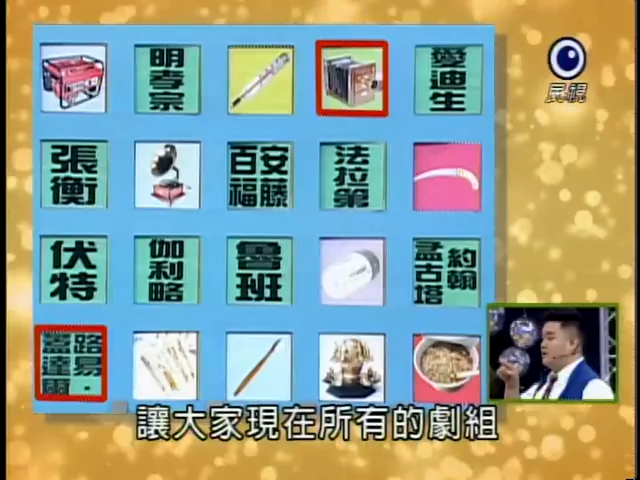 明孝宗
愛迪生
民視
張衡
安藤百福
法拉第
伏特
伽利略
魯班
約翰孟古塔
路易·蓋達爾
讓大家現在所有的劇組